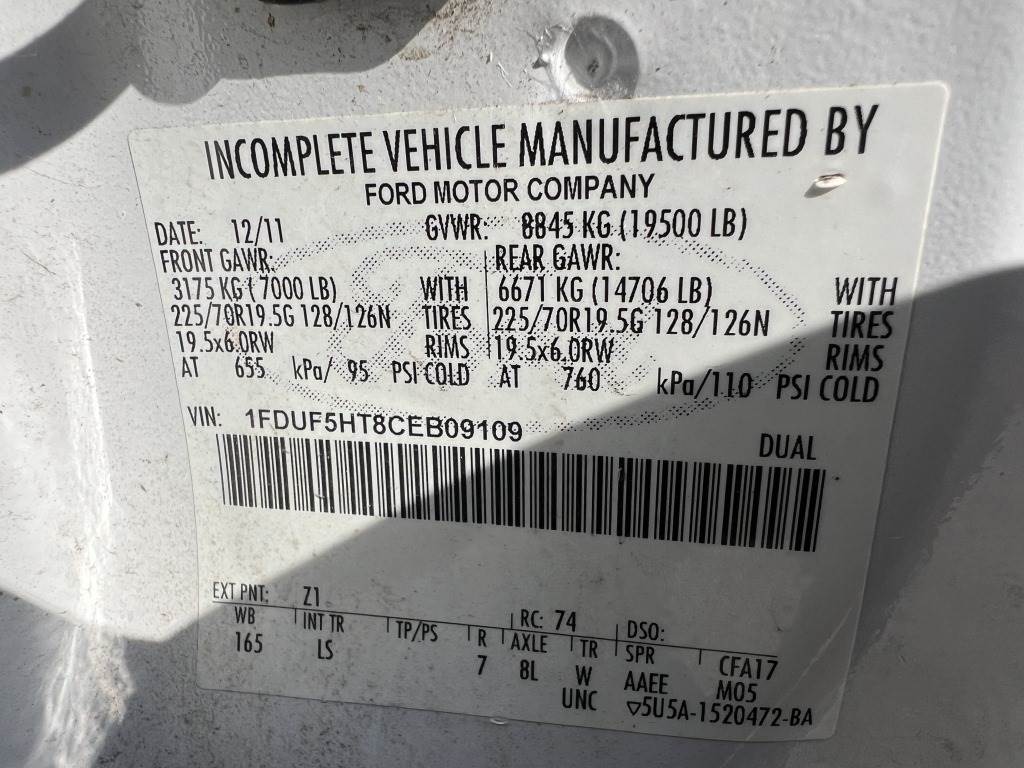 INCOMPLETE VEHICLE MANUFACTURED BY
FORD MOTOR COMPANY
DATE: 12/11 GVWR: 8845 KG (19500 LB)
FRONT GAWR: REAR GAWR:
3175 KG ( 7000 LB) WITH 6671 KG (14706 LB) WITH
225/70R19.5G 128/126N TIRES 225/70R19.5G 128/126N TIRES
19.5x6.0RW RIMS 19.5x6.0RW RIMS
AT 655 kPa/ 95 PSI COLD AT 760 kPa/110 PSI COLD
VIN: 1FDUF5HT8CEB09109
DUAL
EXT PNT: Z1 RC: 74 DSO:
WB INT TR TP/PS R AXLE TR SPR CFA17
165 LS 7 8L W AAEE M05
UNC ▽5U5A-1520472-BA